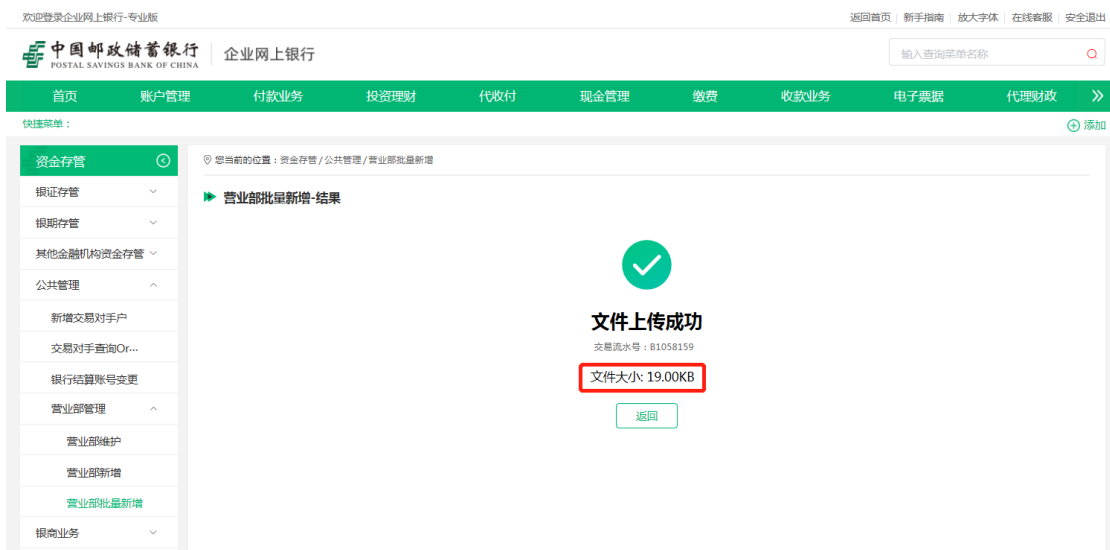 欢迎登录企业网上银行-专业版
返回首页 新手指南 放大字体 在线客服 安全退出
中国邮政储蓄银行 企业网上银行
POSTAL SAVINGS BANK OF CHINA
输入查询菜单名称
首页 账户管理 付款业务 投资理财 代收付 现金管理 缴费 收款业务 电子票据 代理财政
快捷菜单：
添加
资金存管
您当前的位置：资金存管/公共管理/营业部批量新增
银证存管
营业部批量新增-结果
银期存管
其他金融机构资金存管
公共管理
新增交易对手户
交易对手查询Or···
银行结算账号变更
营业部管理
营业部维护
营业部新增
营业部批量新增
银商业务
文件上传成功
交易流水号：B1058159
文件大小: 19.00KB
返回